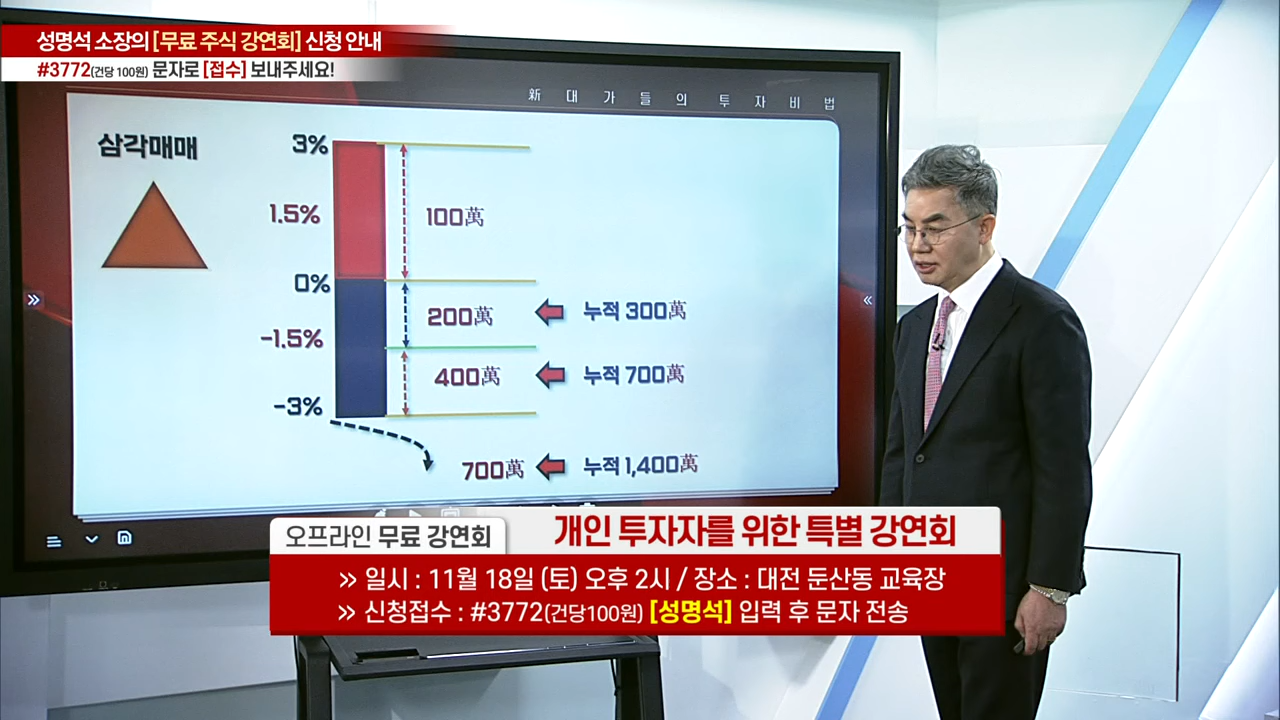 성명석 소장의 [무료 주식 강연회] 신청 안내
#3772(건당 100원) 문자로 [접수] 보내주세요!
新 대 가 들 의 투 자 비 법
삼각매매
3%
1.5%
100萬
0%
200萬
누적 300萬
-1.5%
400萬
누적 700萬
-3%
700萬
누적 1,400萬
오프라인 무료 강연회
개인 투자자를 위한 특별 강연회
» 일시 : 11월 18일 (토) 오후 2시 / 장소 : 대전 둔산동 교육장
» 신청접수 : #3772(건당100원) [성명석] 입력 후 문자 전송